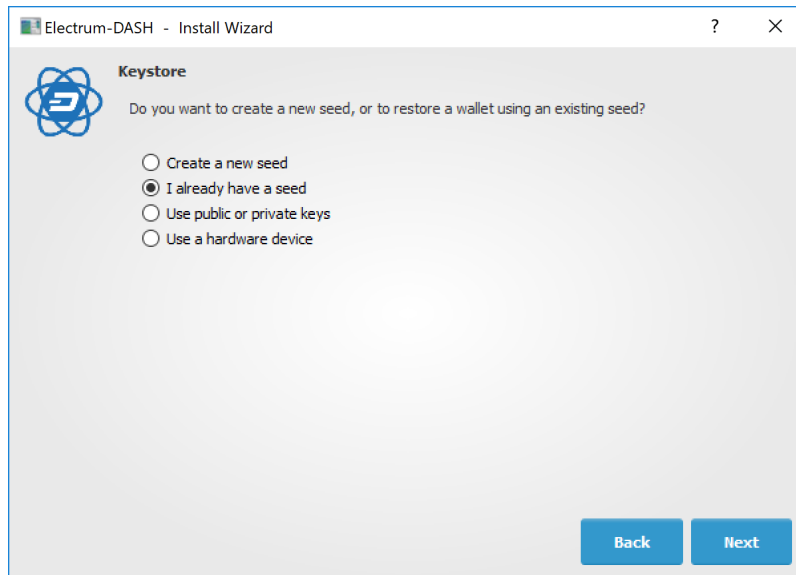 Electrum-DASH - Install Wizard
Keystore
Do you want to create a new seed, or to restore a wallet using an existing seed?
Create a new seed
I already have a seed
Use public or private keys
Use a hardware device
Back Next